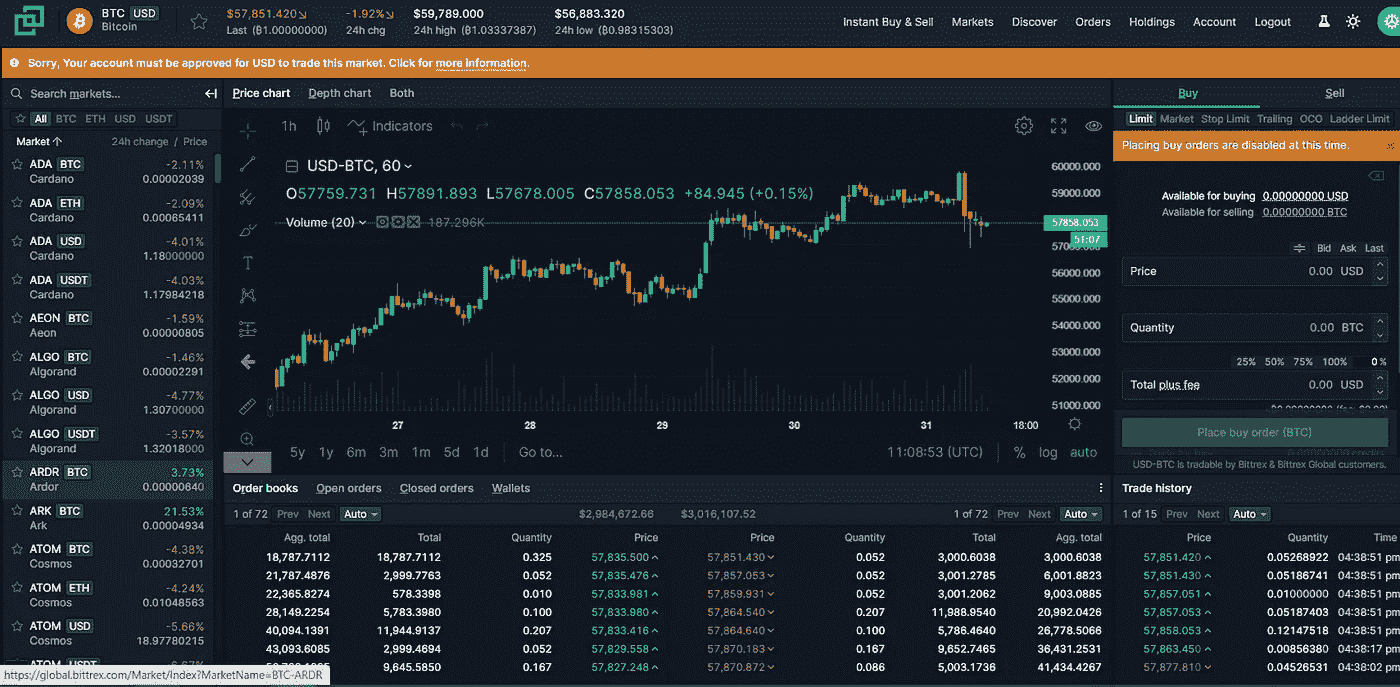 BTC USD $57,851.420 -1.92% $59,789.000 $56,883.320
Bitcoin Last (₿1.00000000) 24h chg 24h high (₿1.03337387) 24h low (₿0.98315303)
Instant Buy & Sell Markets Discover Orders Holdings Account Logout
Sorry, Your account must be approved for USD to trade this market. Click for more information.
Search markets...
All BTC ETH USD USDT
Market 24h change / Price
ADA BTC -2.11%
Cardano 0.00002039
ADA ETH -2.09%
Cardano 0.00065411
ADA USD -4.01%
Cardano 1.18000000
ADA USDT -4.03%
Cardano 1.17984218
AEON BTC -1.59%
Aeon 0.00000805
ALGO BTC -1.46%
Algorand 0.00002291
ALGO USD -4.77%
Algorand 1.30700000
ALGO USDT -3.57%
Algorand 1.32018000
ARDR BTC 3.73%
Ardor 0.00000640
ARK BTC 21.53%
Ark 0.00004934
ATOM BTC -4.38%
Cosmos 0.00032701
ATOM ETH -4.24%
Cosmos 0.01048563
ATOM USD -5.66%
Cosmos 18.97780215
ATOM USDT -6.67%
https://global.bittrex.com/Market/Index?MarketName=BTC-ARDR
Price chart Depth chart Both
1h Indicators
USD-BTC, 60
O57759.731 H57891.893 L57678.005 C57858.053 +84.945 (+0.15%)
Volume (20) 187.296K
60000.000
59000.000
57858.053
51:07
57000.000
56000.000
55000.000
54000.000
53000.000
52000.000
51000.000
27 28 29 30 31 18:00
5y 1y 6m 3m 1m 5d 1d Go to... 11:08:53 (UTC) % log auto
Order books Open orders Closed orders Wallets
1 of 72 Prev Next Auto $2,984,672.66 $3,016,107.52 1 of 72 Prev Next Auto
Agg. total Total Quantity Price Price Quantity Total Agg. total
18,787.7112 18,787.7112 0.325 57,835.500 57,851.430 0.052 3,000.6038 3,000.6038
21,787.4876 2,999.7763 0.052 57,835.476 57,857.053 0.052 3,001.2785 6,001.8823
22,365.8274 578.3398 0.010 57,833.981 57,859.931 0.052 3,001.2062 9,003.0885
28,149.2254 5,783.3980 0.100 57,833.980 57,864.540 0.207 11,988.9540 20,992.0426
40,094.1391 11,944.9137 0.207 57,833.416 57,864.640 0.100 5,786.4640 26,778.5066
43,093.6085 2,999.4694 0.052 57,829.558 57,870.183 0.167 9,652.7465 36,431.2531
9,645.5850 0.167 57,827.248 57,870.872 0.086 5,003.1736 41,434.4267
Buy Sell
Limit Market Stop Limit Trailing OCO Ladder Limit
Placing buy orders are disabled at this time.
Available for buying 0.00000000 USD
Available for selling 0.00000000 BTC
Bid Ask Last
Price 0.00 USD
Quantity 0.00 BTC
25% 50% 75% 100% 0 %
Total plus fee 0.00 USD
Place buy order (BTC)
USD-BTC is tradable by Bittrex & Bittrex Global customers.
Trade history
1 of 15 Prev Next Auto
Price Quantity Time
57,851.420 0.05268922 04:38:51 pm
57,851.430 0.05186741 04:38:51 pm
57,857.051 0.01000000 04:38:51 pm
57,857.053 0.05187403 04:38:51 pm
57,858.053 0.12147518 04:38:51 pm
57,863.450 0.00856380 04:38:17 pm
57,877.810 0.04526531 04:38:02 pm